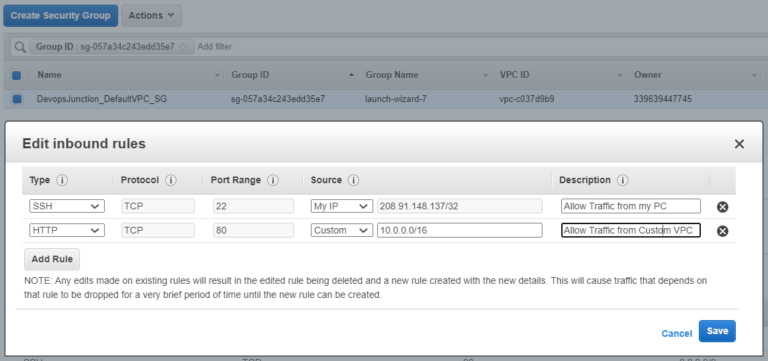 Create Security Group Actions
Group ID : sg-057a34c243edd35e7 Add filter
Name Group ID Group Name VPC ID Owner
DevopsJunction_DefaultVPC_SG sg-057a34c243edd35e7 launch-wizard-7 vpc-c037d9b9 339639447745
Edit inbound rules
Type Protocol Port Range Source Description
SSH TCP 22 My IP 208.91.148.137/32 Allow Traffic from my PC
HTTP TCP 80 Custom 10.0.0.0/16 Allow Traffic from Custom VPC
Add Rule
NOTE: Any edits made on existing rules will result in the edited rule being deleted and a new rule created with the new details. This will cause traffic that depends on
that rule to be dropped for a very brief period of time until the new rule can be created.
Cancel Save